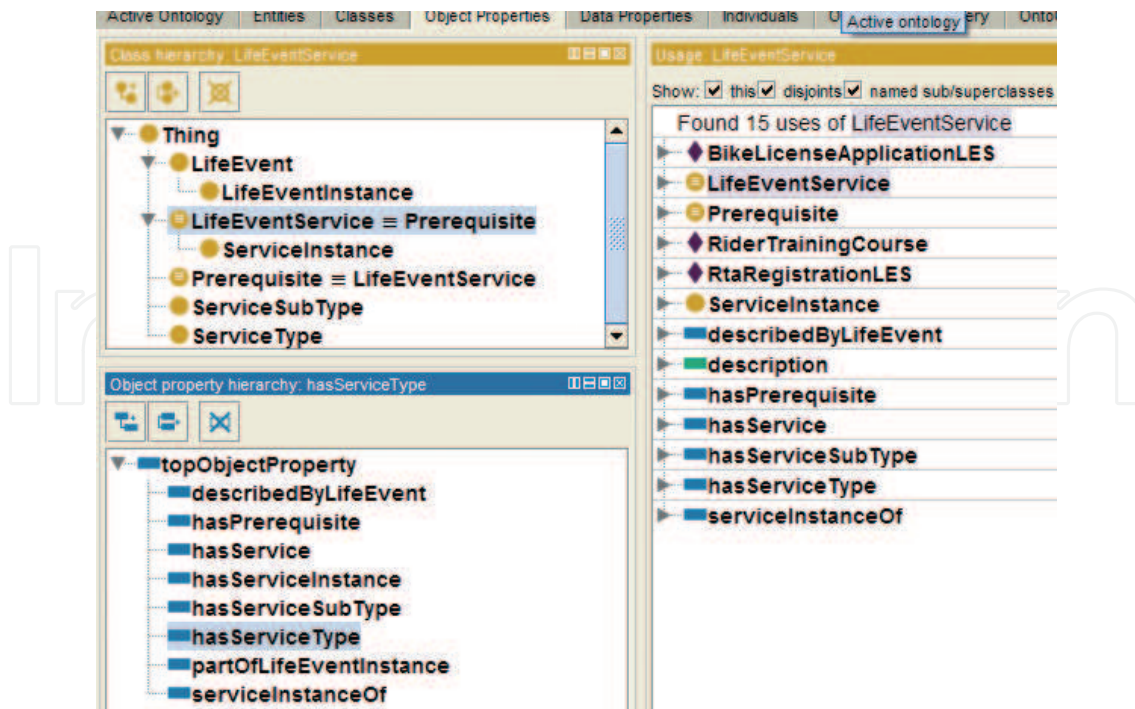 Active Ontology Entities Classes Object Properties Data Properties Individuals
Active ontology
Class hierarchy: LifeEventService
Thing
LifeEvent
LifeEventInstance
LifeEventService ≡ Prerequisite
ServiceInstance
Prerequisite ≡ LifeEventService
ServiceSubType
ServiceType
Object property hierarchy: hasServiceType
topObjectProperty
describedByLifeEvent
hasPrerequisite
hasService
hasServiceInstance
hasServiceSubType
hasServiceType
partOfLifeEventInstance
serviceInstanceOf
Usage: LifeEventService
Show: this disjoints named sub/superclasses
Found 15 uses of LifeEventService
BikeLicenseApplicationLES
LifeEventService
Prerequisite
RiderTrainingCourse
RtaRegistrationLES
ServiceInstance
describedByLifeEvent
description
hasPrerequisite
hasService
hasServiceSubType
hasServiceType
serviceInstanceOf